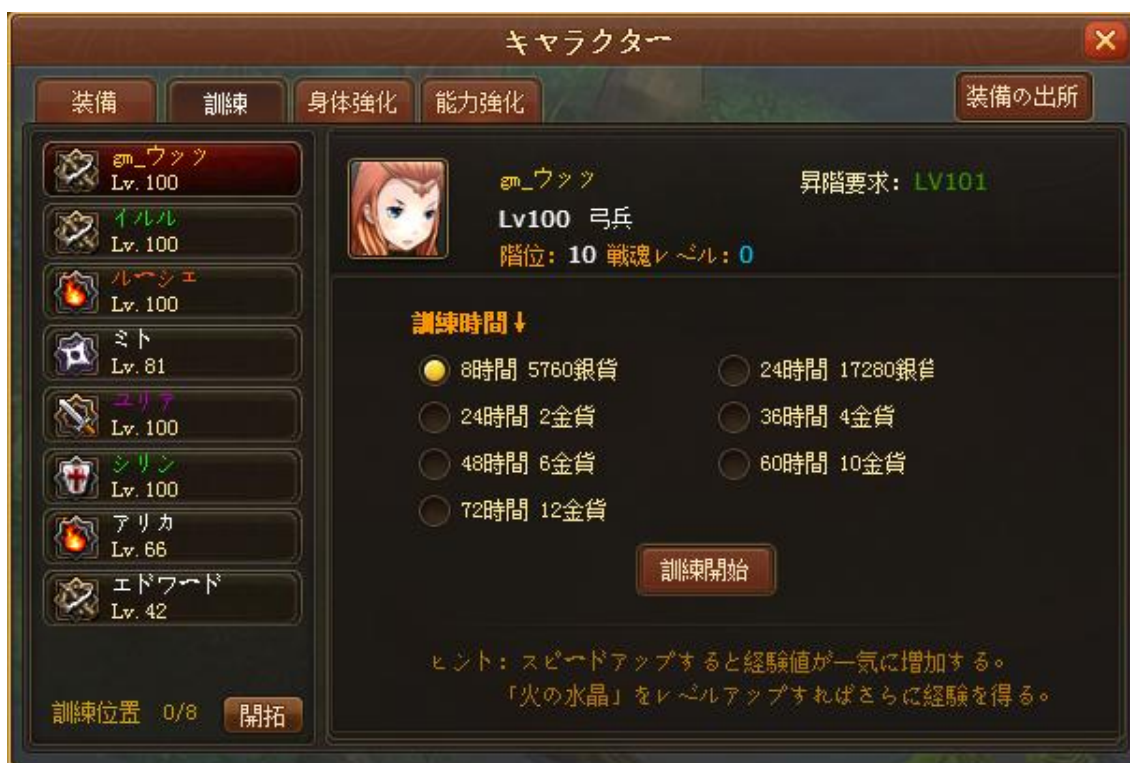 キャラクター
装備 訓練 身体強化 能力強化 装備の出所
gm_ウッツ
Lv.100
イルル
Lv.100
ルーシエ
Lv.100
ミト
Lv.81
ユリア
Lv.100
シリン
Lv.100
アリカ
Lv.66
エドワード
Lv.42
訓練位置 0/8 開拓
gm_ウッツ 昇階要求: LV101
Lv100 弓兵
階位: 10 戦魂レベル: 0
訓練時間↓
8時間 5760銀貨 24時間 17280銀貨
24時間 2金貨 36時間 4金貨
48時間 6金貨 60時間 10金貨
72時間 12金貨
訓練開始
ヒント: スピードアップすると経験値が一気に増加する。
「火の水晶」をレベルアップすればさらに経験を得る。